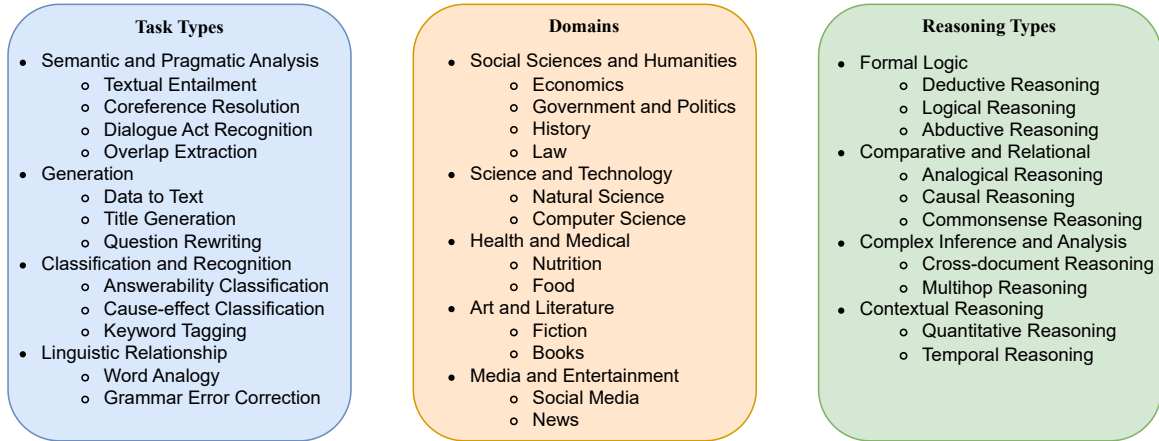 Task Types
Semantic and Pragmatic Analysis
Textual Entailment
Coreference Resolution
Dialogue Act Recognition
Overlap Extraction
Generation
Data to Text
Title Generation
Question Rewriting
Classification and Recognition
Answerability Classification
Cause-effect Classification
Keyword Tagging
Linguistic Relationship
Word Analogy
Grammar Error Correction
Domains
Social Sciences and Humanities
Economics
Government and Politics
History
Law
Science and Technology
Natural Science
Computer Science
Health and Medical
Nutrition
Food
Art and Literature
Fiction
Books
Media and Entertainment
Social Media
News
Reasoning Types
Formal Logic
Deductive Reasoning
Logical Reasoning
Abductive Reasoning
Comparative and Relational
Analogical Reasoning
Causal Reasoning
Commonsense Reasoning
Complex Inference and Analysis
Cross-document Reasoning
Multihop Reasoning
Contextual Reasoning
Quantitative Reasoning
Temporal Reasoning